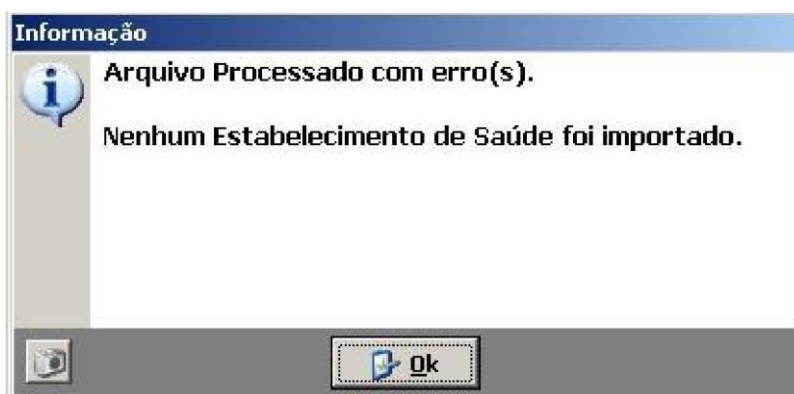 Informação
Arquivo Processado com erro(s).
Nenhum Estabelecimento de Saúde foi importado.
Ok